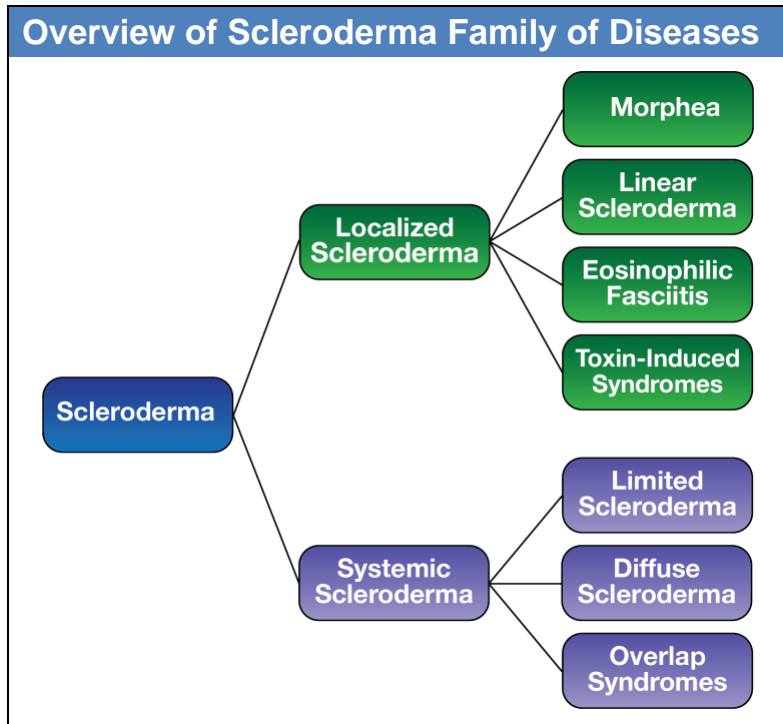 Overview of Scleroderma Family of Diseases
Morphea
Linear
Scleroderma
Localized
Scleroderma
Eosinophilic
Fasciitis
Toxin-Induced
Syndromes
Scleroderma
Limited
Scleroderma
Systemic
Scleroderma
Diffuse
Scleroderma
Overlap
Syndromes